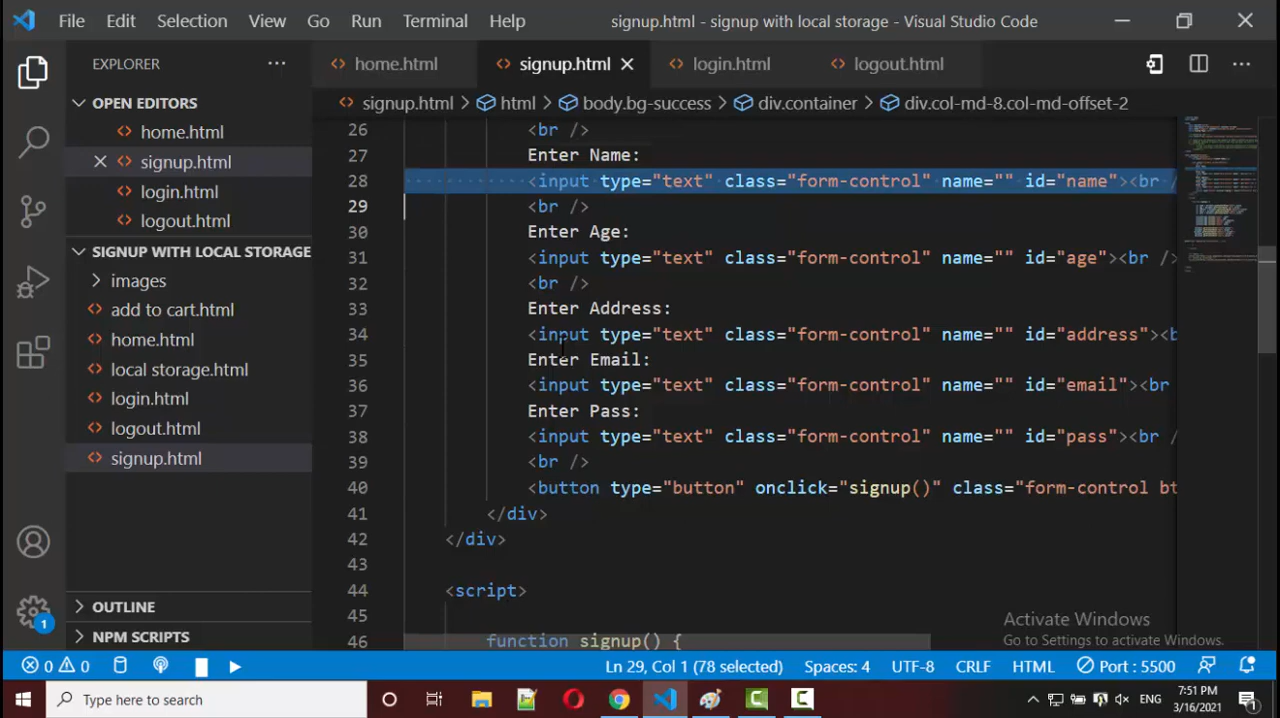 File Edit Selection View Go Run Terminal Help signup.html - signup with local storage - Visual Studio Code
EXPLORER
home.html signup.html login.html logout.html
OPEN EDITORS
home.html
signup.html
login.html
logout.html
SIGNUP WITH LOCAL STORAGE
images
add to cart.html
home.html
local storage.html
login.html
logout.html
signup.html
OUTLINE
NPM SCRIPTS
signup.html > html > body.bg-success > div.container > div.col-md-8.col-md-offset-2
26 <br />
27 Enter Name:
28 <input type="text" class="form-control" name="" id="name"><br /
29 <br />
30 Enter Age:
31 <input type="text" class="form-control" name="" id="age"><br />
32 <br />
33 Enter Address:
34 <input type="text" class="form-control" name="" id="address"><b
35 Enter Email:
36 <input type="text" class="form-control" name="" id="email"><br
37 Enter Pass:
38 <input type="text" class="form-control" name="" id="pass"><br /
39 <br />
40 <button type="button" onclick="signup()" class="form-control bt
41 </div>
42 </div>
43
44 <script>
45
46 function signup() {
Activate Windows
Go to Settings to activate Windows.
1
0 0 Ln 29, Col 1 (78 selected) Spaces: 4 UTF-8 CRLF HTML Port : 5500
Type here to search ENG 7:51 PM
3/16/2021
1